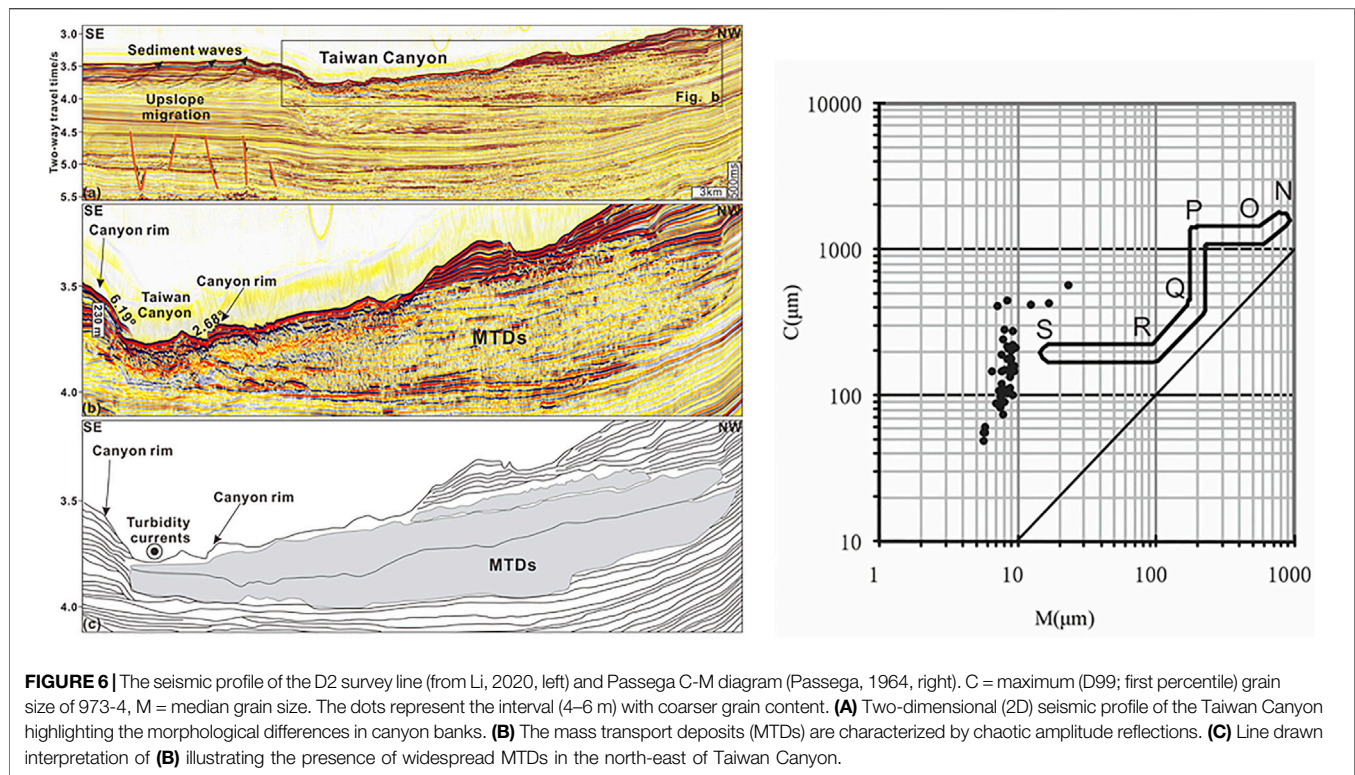 SE
NW
3.0
Sediment waves
Taiwan Canyon
3.5
Fig. b
Two-way travel time/s
4.0
Upslope
migration
4.5
5.0
3km
500ms
5.5
(a)
SE
NW
Canyon rim
Canyon rim
3.5
6.19°
Taiwan
Canyon
230 m
2.68°
MTDs
4.0
(b)
SE
NW
Canyon rim
Canyon rim
3.5
Turbidity
currents
MTDs
4.0
(c)
10000
1000
100
10
C(μm)
N
O
P
Q
R
S
1
10
100
1000
M(μm)
FIGURE 6 | The seismic profile of the D2 survey line (from Li, 2020, left) and Passega C-M diagram (Passega, 1964, right). C = maximum (D99; first percentile) grain
size of 973-4, M = median grain size. The dots represent the interval (4–6 m) with coarser grain content. (A) Two-dimensional (2D) seismic profile of the Taiwan Canyon
highlighting the morphological differences in canyon banks. (B) The mass transport deposits (MTDs) are characterized by chaotic amplitude reflections. (C) Line drawn
interpretation of (B) illustrating the presence of widespread MTDs in the north-east of Taiwan Canyon.